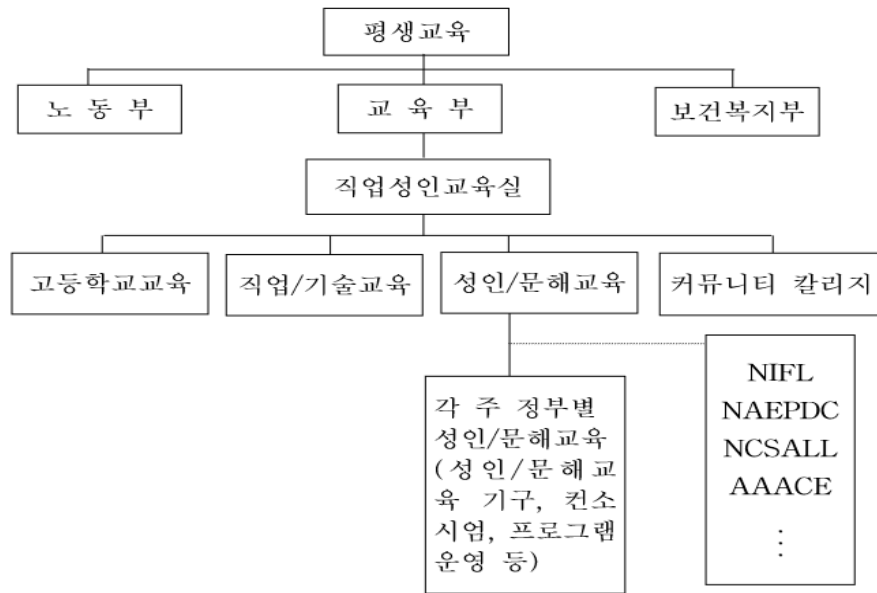 평생교육
노 동 부
교 육 부
보건복지부
직업성인교육실
고등학교교육
직업/기술교육
성인/문해교육
커뮤니티 칼리지
각 주 정부별
성인/문해교육
(성인/문해교
육 기구, 컨소
시엄, 프로그램
운영 등)
NIFL
NAEPDC
NCSALL
AAACE
⋮